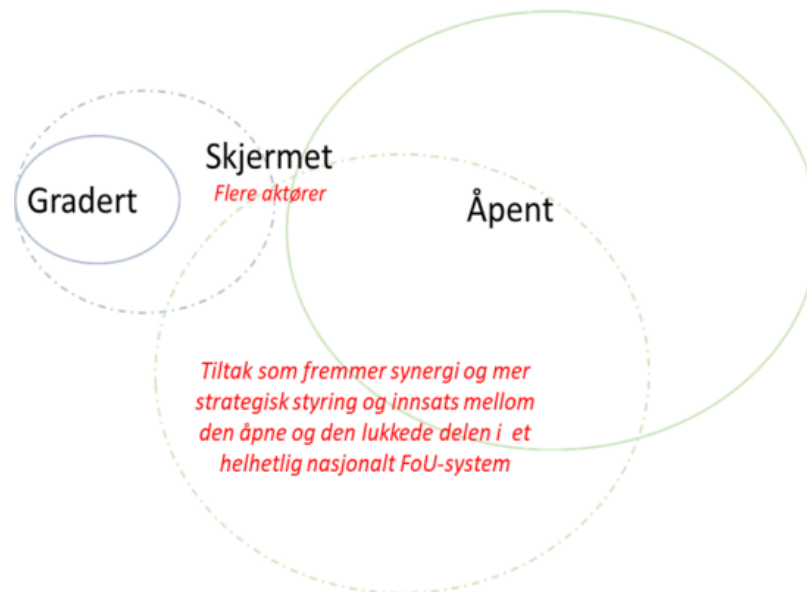 Skjermet
Flere aktører
Gradert
Åpent
Tiltak som fremmer synergi og mer
strategisk styring og innsats mellom
den åpne og den lukkede delen i et
helhetlig nasjonalt FoU-system